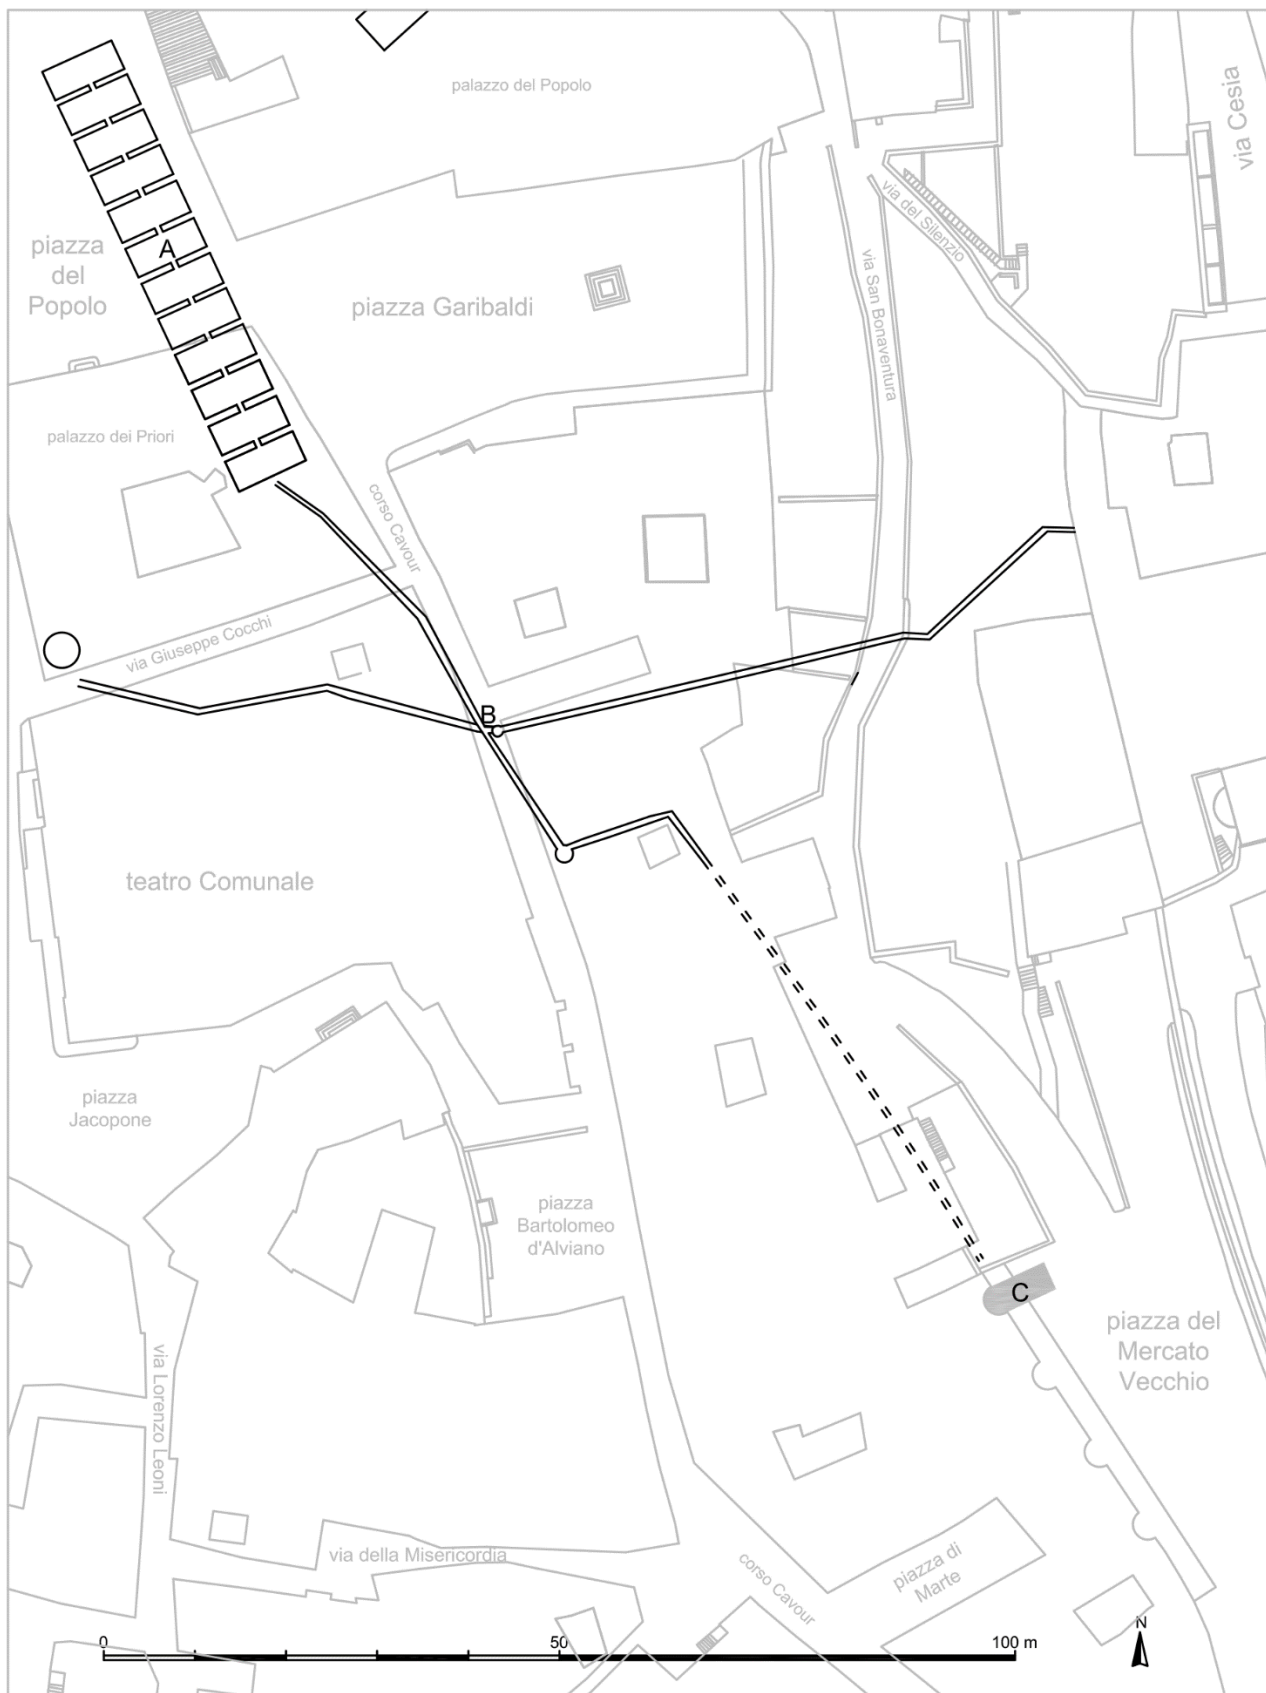 palazzo del Popolo
via Cesia
via del Silenzio
A
piazza
del
Popolo
piazza Garibaldi
via San Bonaventura
palazzo dei Priori
corso Cavour
via Giuseppe Cocchi
B
teatro Comunale
piazza
Jacopone
piazza
Bartolomeo
d'Alviano
C
piazza del
Mercato
Vecchio
via Lorenzo Leoni
via della Misericordia
corso Cavour
piazza di
Marte
N
0 50 100 m